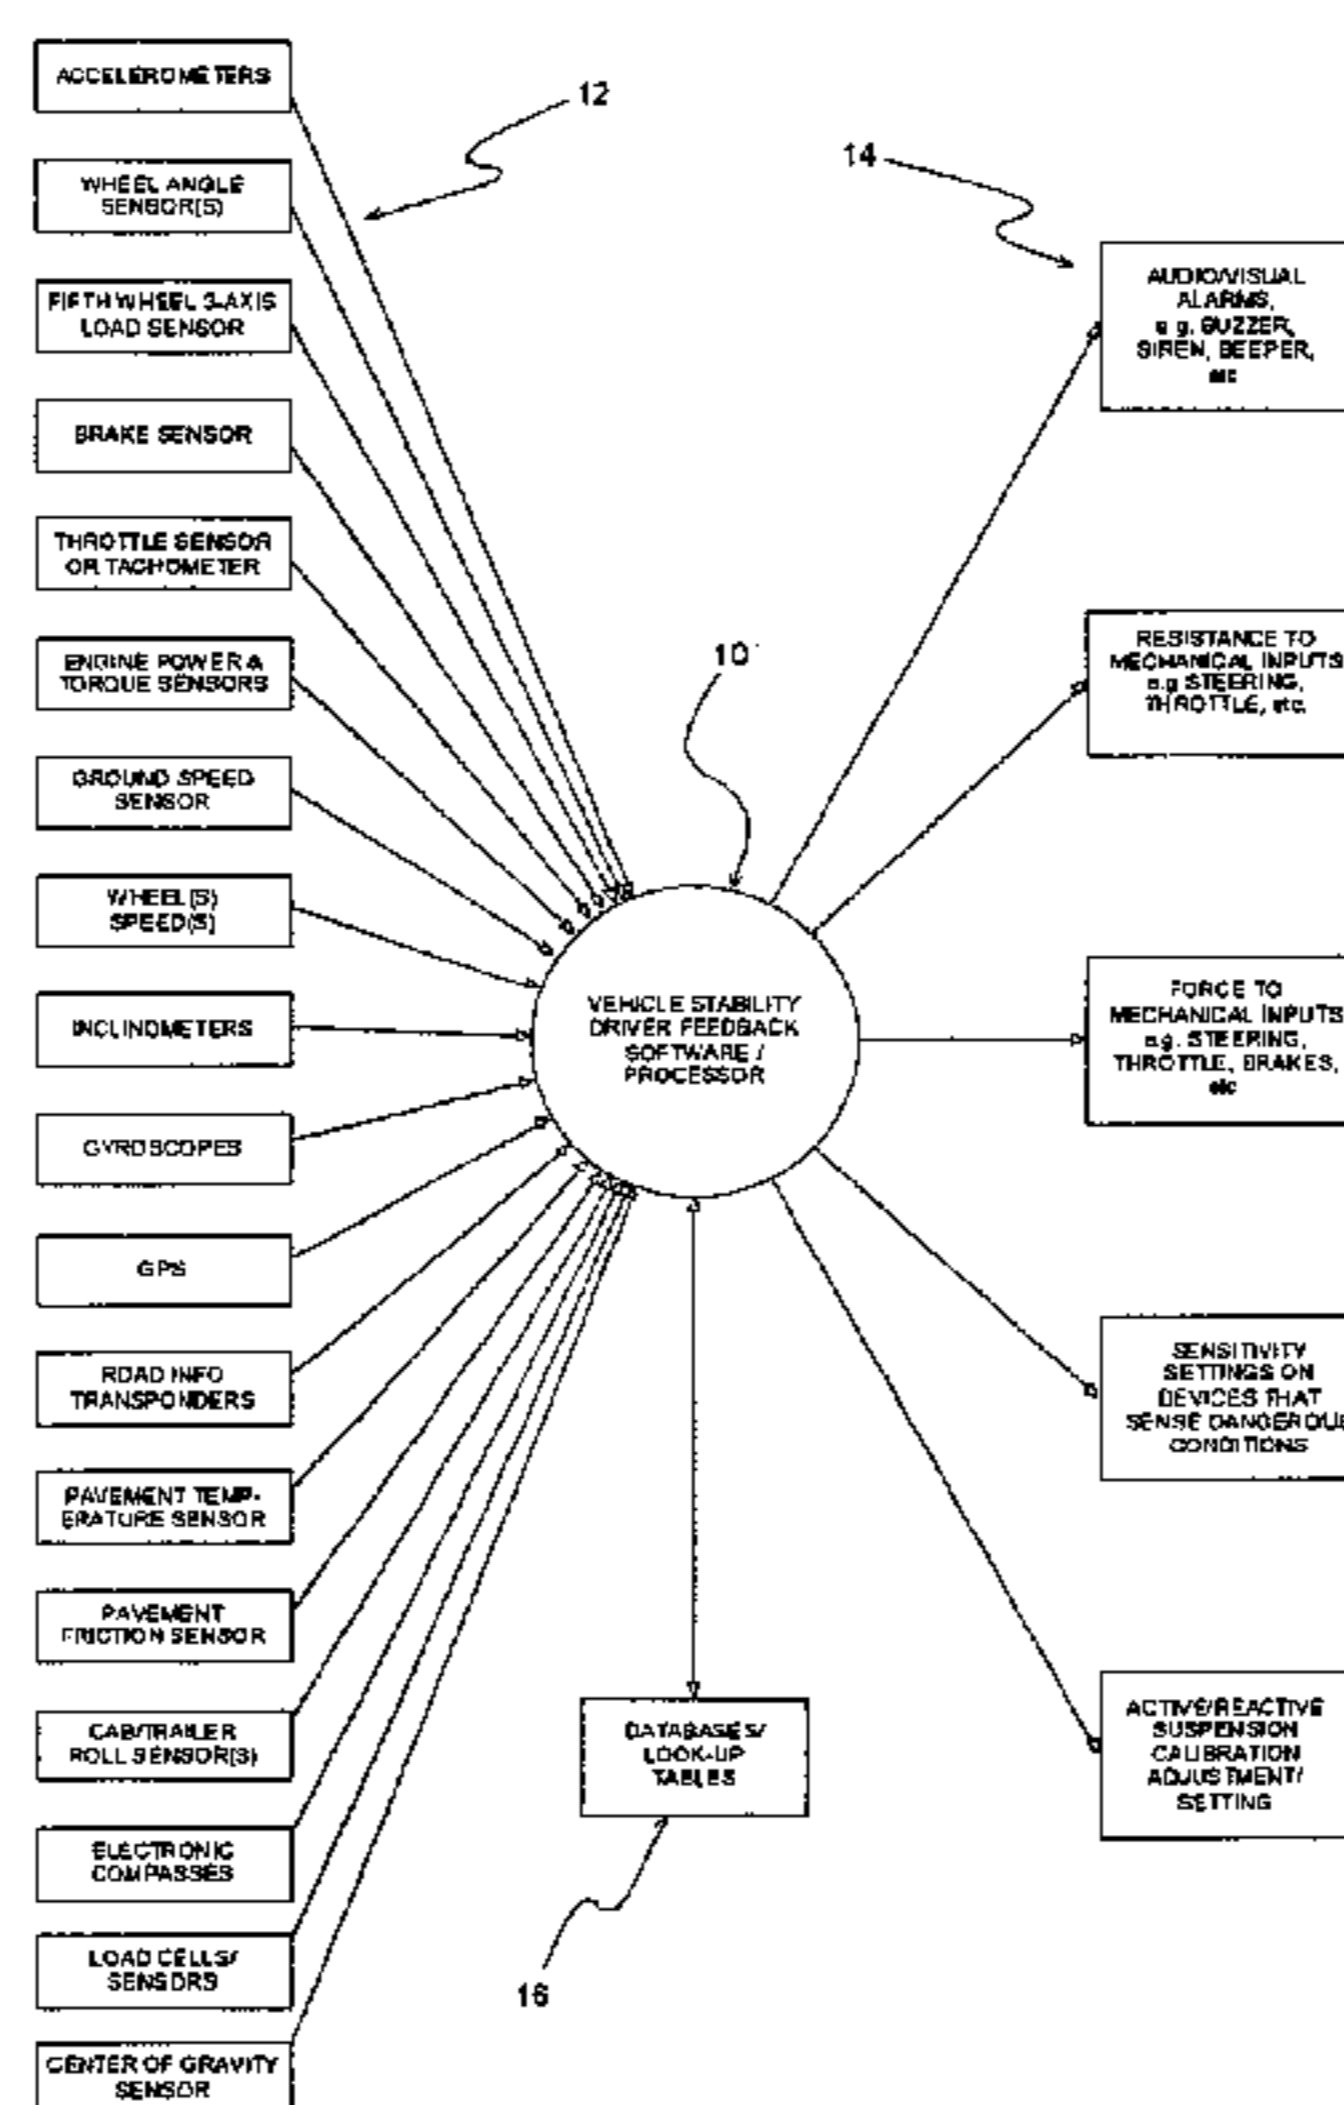 ACCELEROMETERS
WHEEL ANGLE
SENSOR(S)
FIFTH WHEEL 3-AXIS
LOAD SENSOR
BRAKE SENSOR
THROTTLE SENSOR
OR TACHOMETER
ENGINE POWER &
TORQUE SENSORS
GROUND SPEED
SENSOR
WHEEL(S)
SPEED(S)
INCLINOMETERS
GYROSCOPES
GPS
ROAD INFO
TRANSPONDERS
PAVEMENT TEMP-
ERATURE SENSOR
PAVEMENT
FRICTION SENSOR
CAB/TRAILER
ROLL SENSOR(S)
ELECTRONIC
COMPASSES
LOAD CELLS/
SENSORS
CENTER OF GRAVITY
SENSOR
12
10
VEHICLE STABILITY
DRIVER FEEDBACK
SOFTWARE /
PROCESSOR
DATABASES/
LOOK-UP
TABLES
16
14
AUDIO/VISUAL
ALARMS,
e.g. BUZZER,
SIREN, BEEPER,
etc
RESISTANCE TO
MECHANICAL INPUTS
e.g STEERING,
THROTTLE, etc.
FORCE TO
MECHANICAL INPUTS
e.g. STEERING,
THROTTLE, BRAKES,
etc
SENSITIVITY
SETTINGS ON
DEVICES THAT
SENSE DANGEROUS
CONDITIONS
ACTIVE/REACTIVE
SUSPENSION
CALIBRATION
ADJUSTMENT/
SETTING